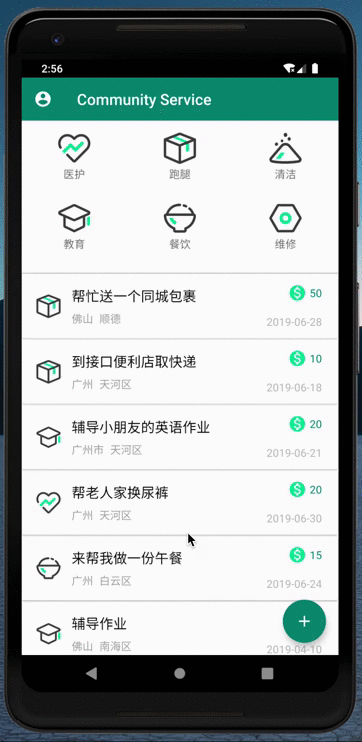 2:56
Community Service
医护 跑腿 清洁
教育 餐饮 维修
帮忙送一个同城包裹 50
佛山 顺德 2019-06-28
到接口便利店取快递 10
广州 天河区 2019-06-18
辅导小朋友的英语作业 20
广州市 天河区 2019-06-21
帮老人家换尿裤 20
广州 天河区 2019-06-30
来帮我做一份午餐 15
广州 白云区 2019-06-24
辅导作业
佛山 南海区 2019-04-10